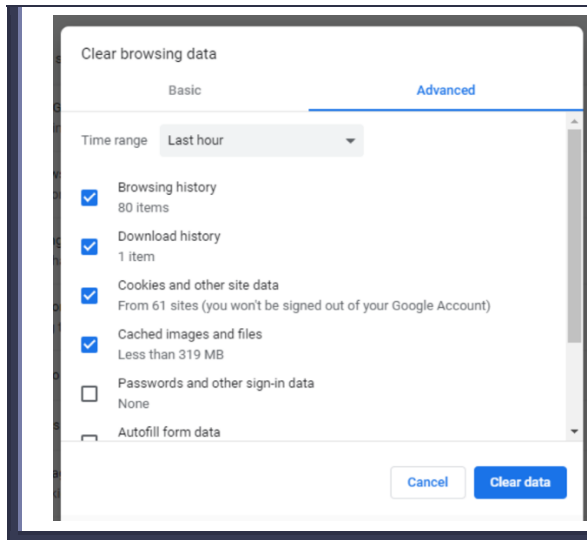 Clear browsing data
Basic
Advanced
Time range
Last hour
Browsing history
80 items
Download history
1 item
Cookies and other site data
From 61 sites (you won't be signed out of your Google Account)
Cached images and files
Less than 319 MB
Passwords and other sign-in data
None
Autofill form data
Cancel
Clear data